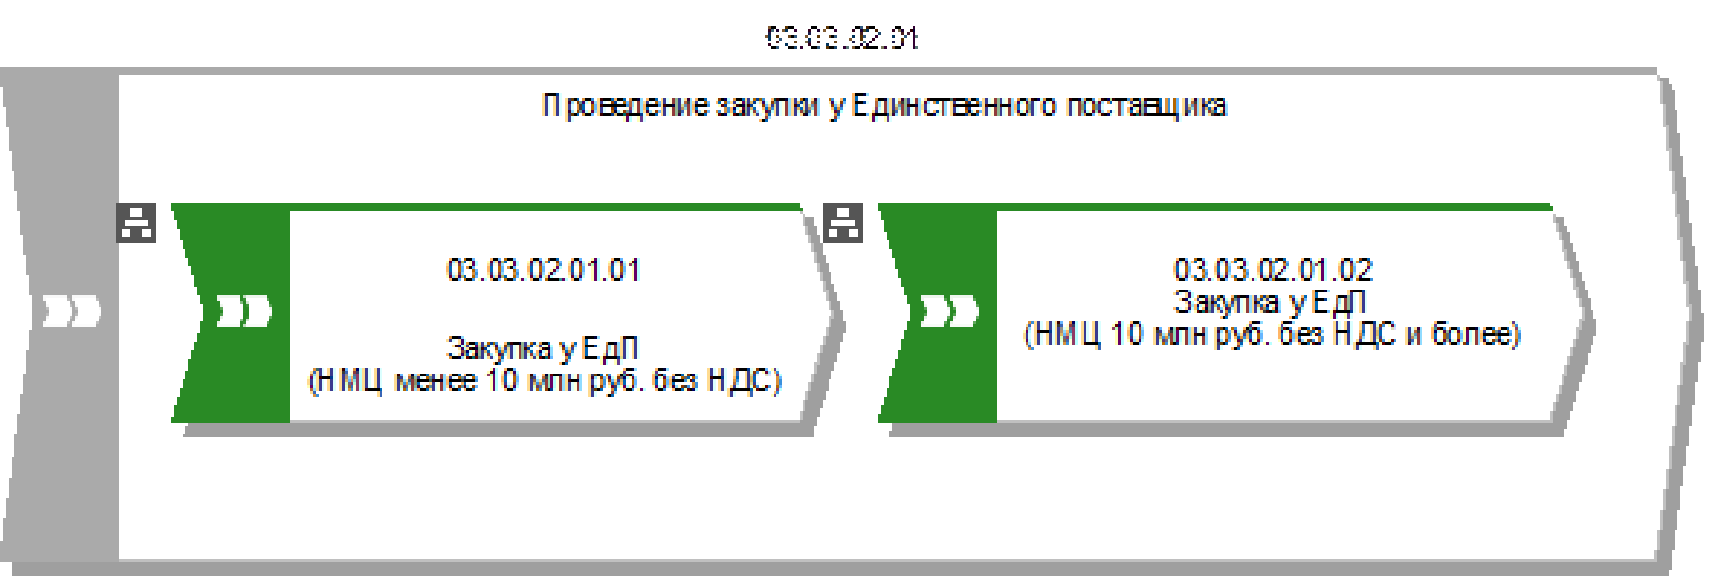 03.03.02.01
Проведение закупки у Единственного поставщика
03.03.02.01.01
Закупка у ЕдП
(НМЦ менее 10 млн руб. без НДС)
03.03.02.01.02
Закупка у ЕдП
(НМЦ 10 млн руб. без НДС и более)